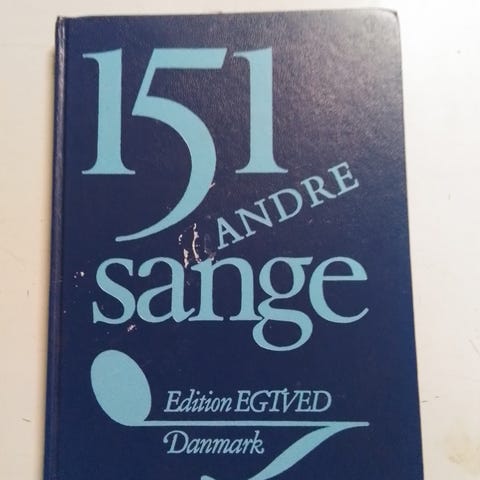 151
ANDRE
sange
Edition EGTVED
Danmark